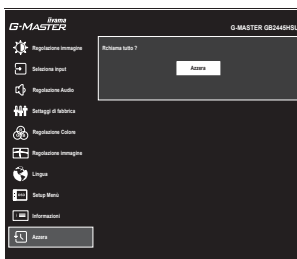 iiyama
G-MASTER
G-MASTER GB2445HSU
Regolazione immagine
Richiama tutto ?
Azzera
Seleziona input
Regolazione Audio
Settaggi di fabbrica
Regolazione Colore
Regolazione immagine
Lingua
Setup Menù
Informazioni
Azzera